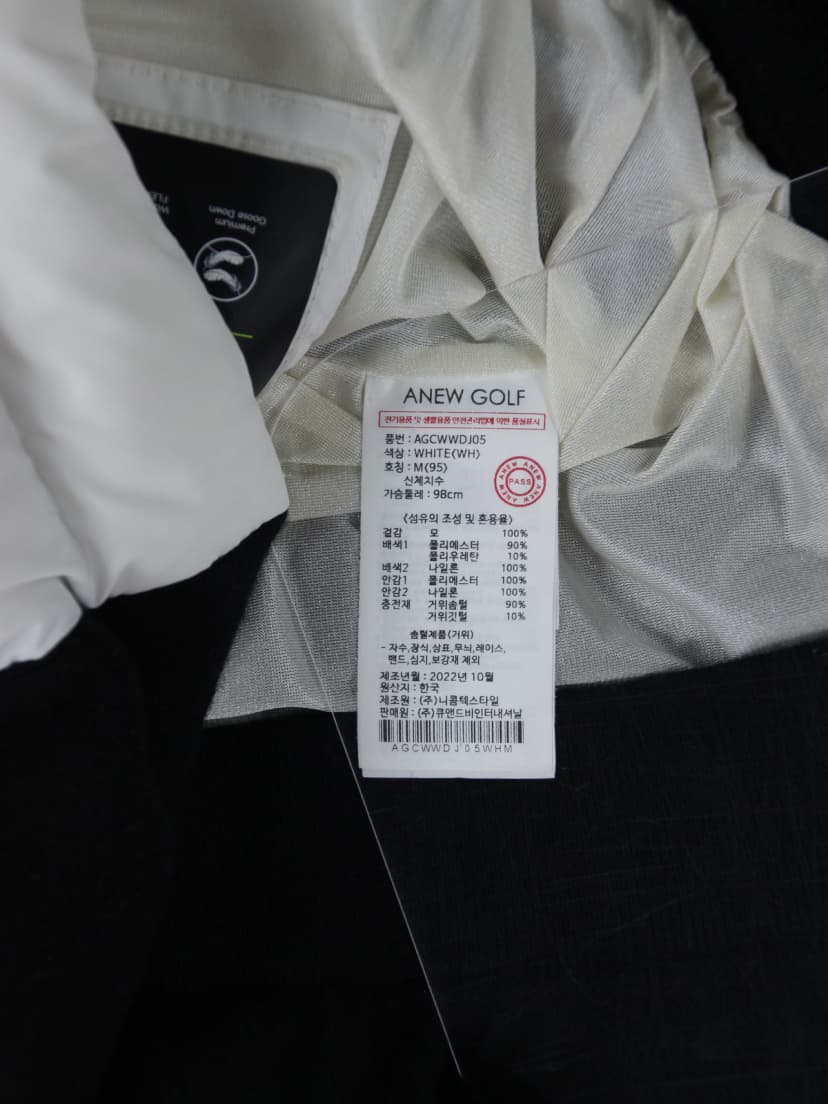 Premium
Goose Down
ANEW GOLF
전기용품 및 생활용품 안전관리법에 의한 품질표시
품번 : AGCWWDJ05
색상 : WHITE(WH)
호칭 : M(95)
신체치수
가슴둘레 : 98cm
ANEW ANEW ANEW ANEW
PASS
(섬유의 조성 및 혼용율)
겉감 모 100%
배색1 폴리에스터 90%
폴리우레탄 10%
배색2 나일론 100%
안감1 폴리에스터 100%
안감2 나일론 100%
충전재 거위솜털 90%
거위깃털 10%
솜털제품(거위)
- 자수,장식,상표,무늬,레이스,
밴드,심지,보강재 제외
제조년월 : 2022년 10월
원산지 : 한국
제조원 : (주)니콤텍스타일
판매원 : (주)큐앤드비인터내셔날
AGCWWDJ05WHM